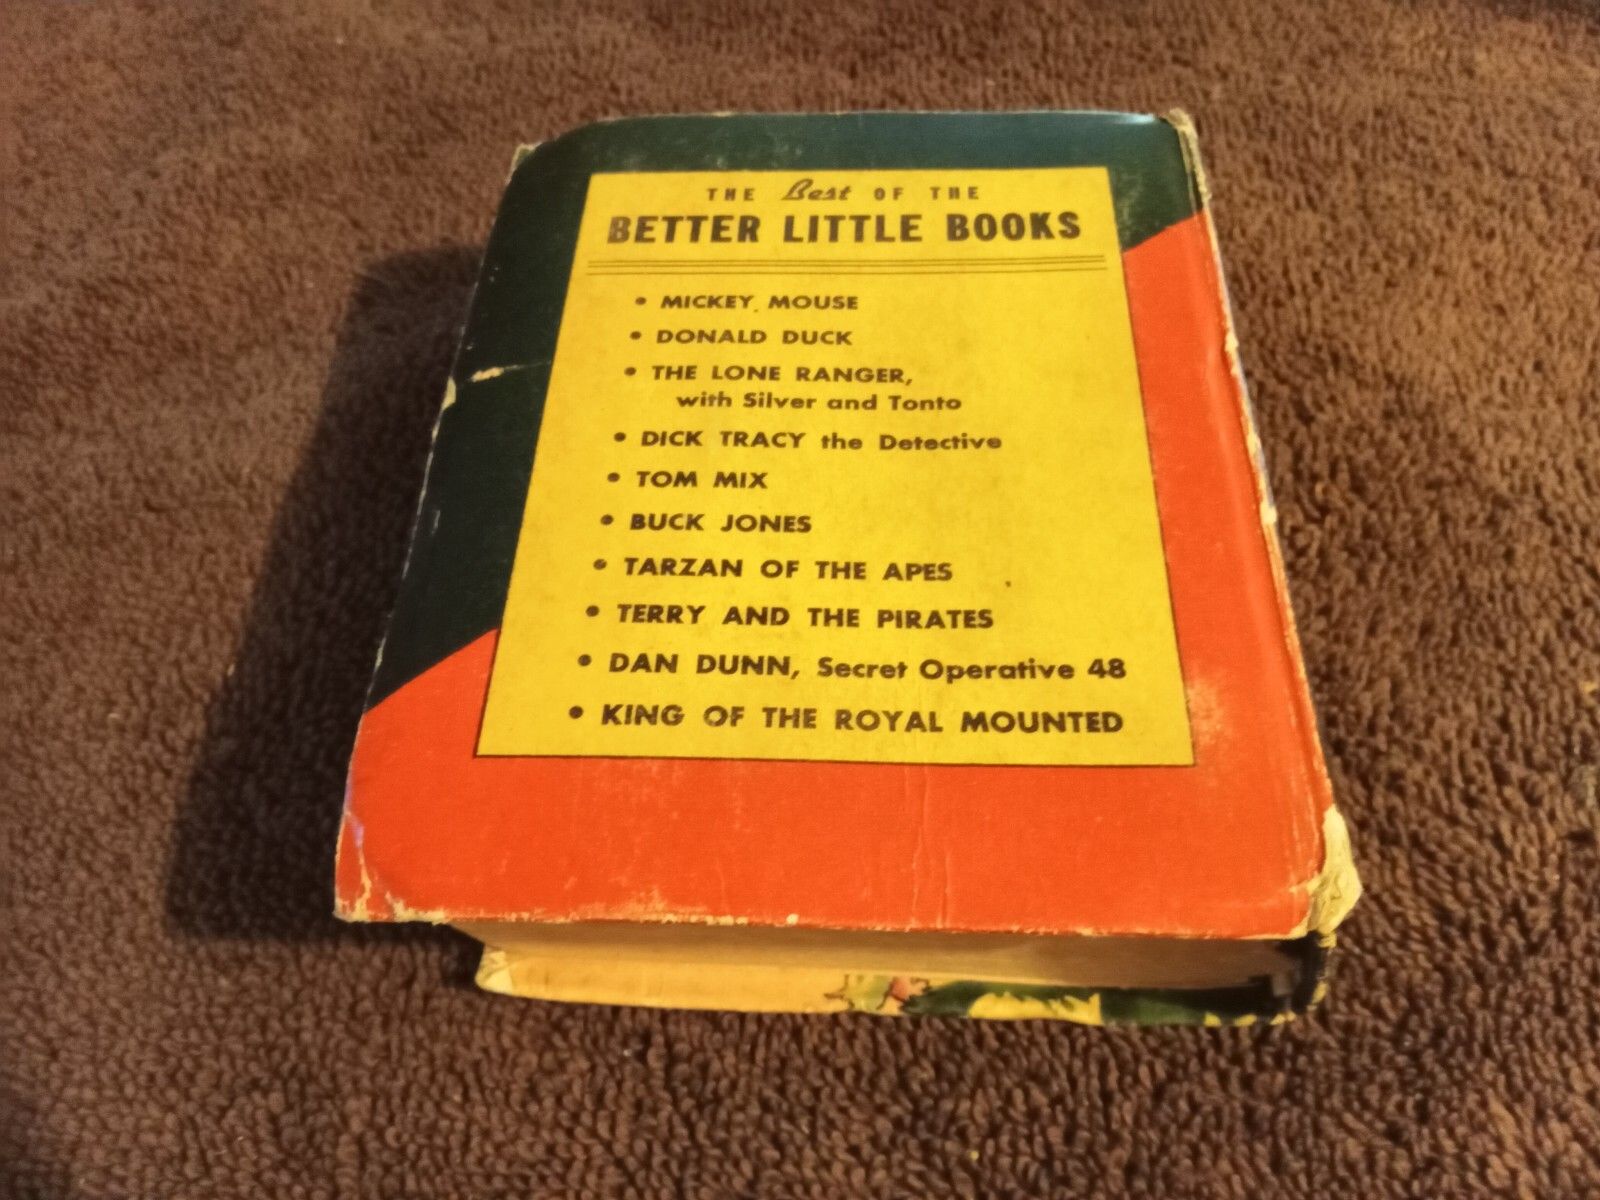 THE Best OF THE
BETTER LITTLE BOOKS
• MICKEY MOUSE
• DONALD DUCK
• THE LONE RANGER,
with Silver and Tonto
• DICK TRACY the Detective
• TOM MIX
• BUCK JONES
• TARZAN OF THE APES
• TERRY AND THE PIRATES
• DAN DUNN, Secret Operative 48
• KING OF THE ROYAL MOUNTED